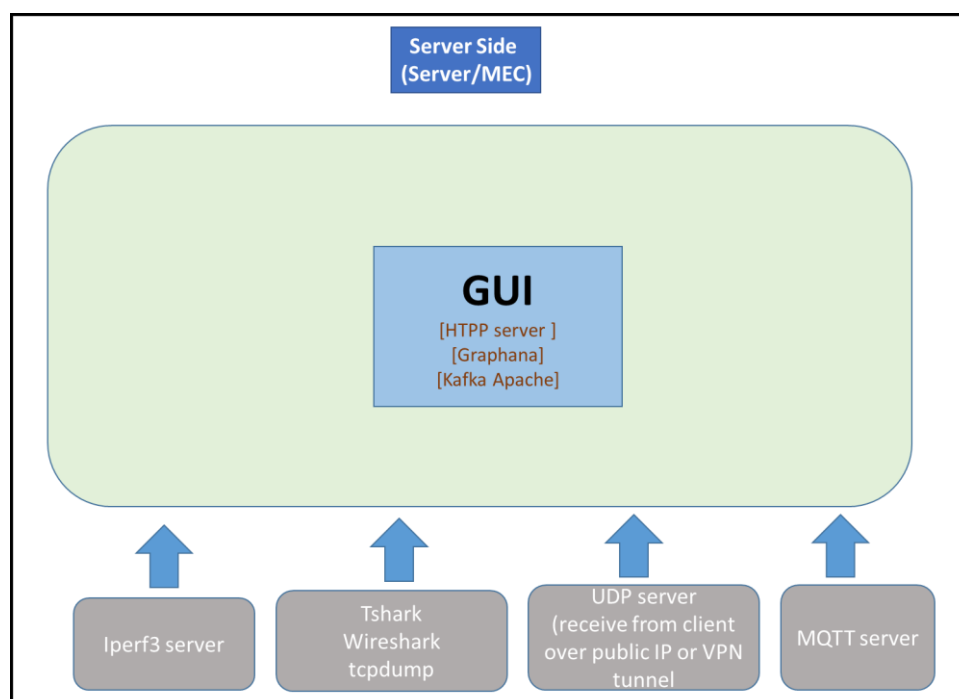 Server Side
(Server/MEC)
GUI
[HTPP server ]
[Graphana]
[Kafka Apache]
Iperf3 server
Tshark
Wireshark
tcpdump
UDP server
(receive from client
over public IP or VPN
tunnel
MQTT server